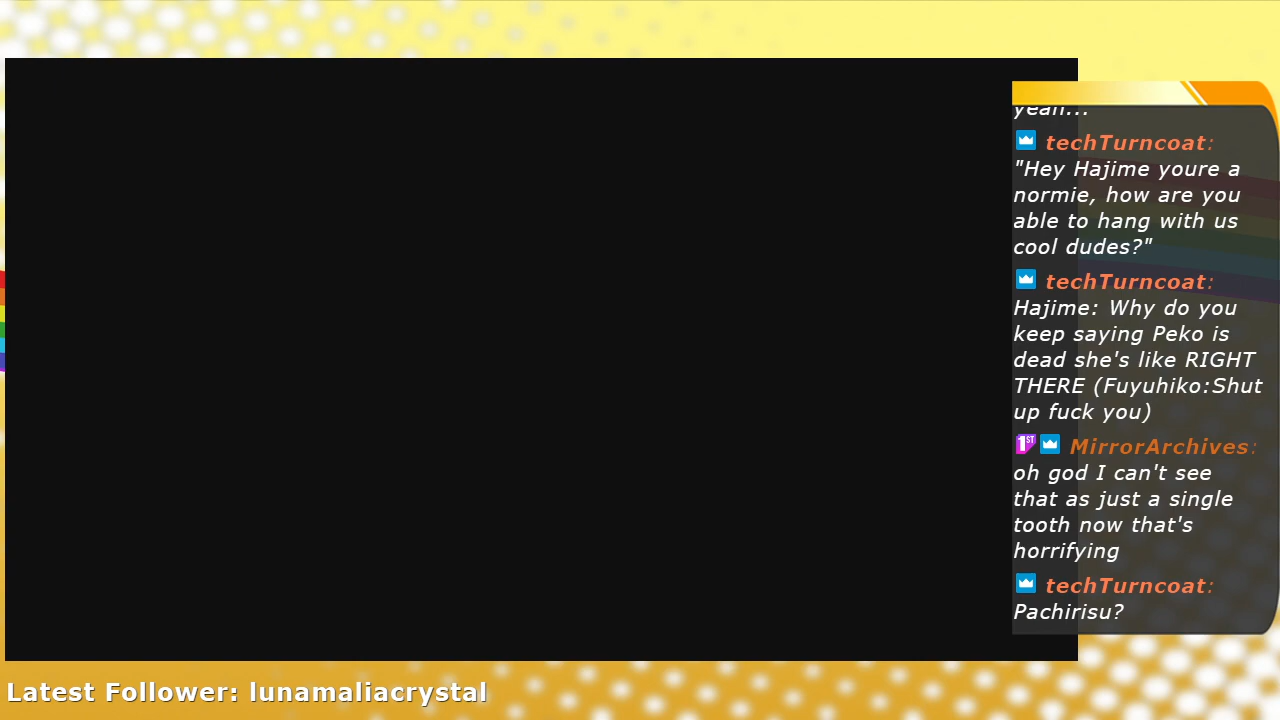 yeah...
techTurncoat:
"Hey Hajime youre a
normie, how are you
able to hang with us
cool dudes?"
techTurncoat:
Hajime: Why do you
keep saying Peko is
dead she's like RIGHT
THERE (Fuyuhiko:Shut
up fuck you)
1ST MirrorArchives:
oh god I can't see
that as just a single
tooth now that's
horrifying
techTurncoat:
Pachirisu?
Latest Follower: lunamaliacrystal